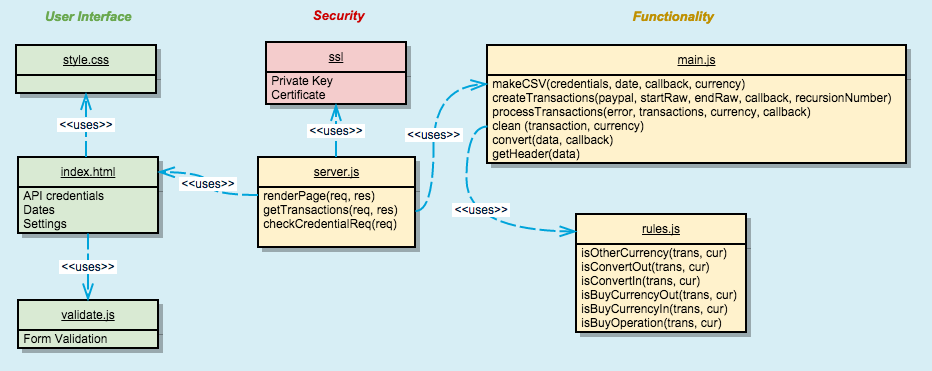 User Interface
Security
Functionality
style.css
<<uses>>
index.html
API credentials
Dates
Settings
<<uses>>
validate.js
Form Validation
ssl
Private Key
Certificate
<<uses>>
<<uses>>
server.js
renderPage(req, res)
getTransactions(req, res)
checkCredentialReq(req)
<<uses>>
main.js
makeCSV(credentials, date, callback, currency)
createTransactions(paypal, startRaw, endRaw, callback, recursionNumber)
processTransactions(error, transactions, currency, callback)
clean (transaction, currency)
convert(data, callback)
getHeader(data)
<<uses>>
rules.js
isOtherCurrency(trans, cur)
isConvertOut(trans, cur)
isConvertIn(trans, cur)
isBuyCurrencyOut(trans, cur)
isBuyCurrencyIn(trans, cur)
isBuyOperation(trans, cur)